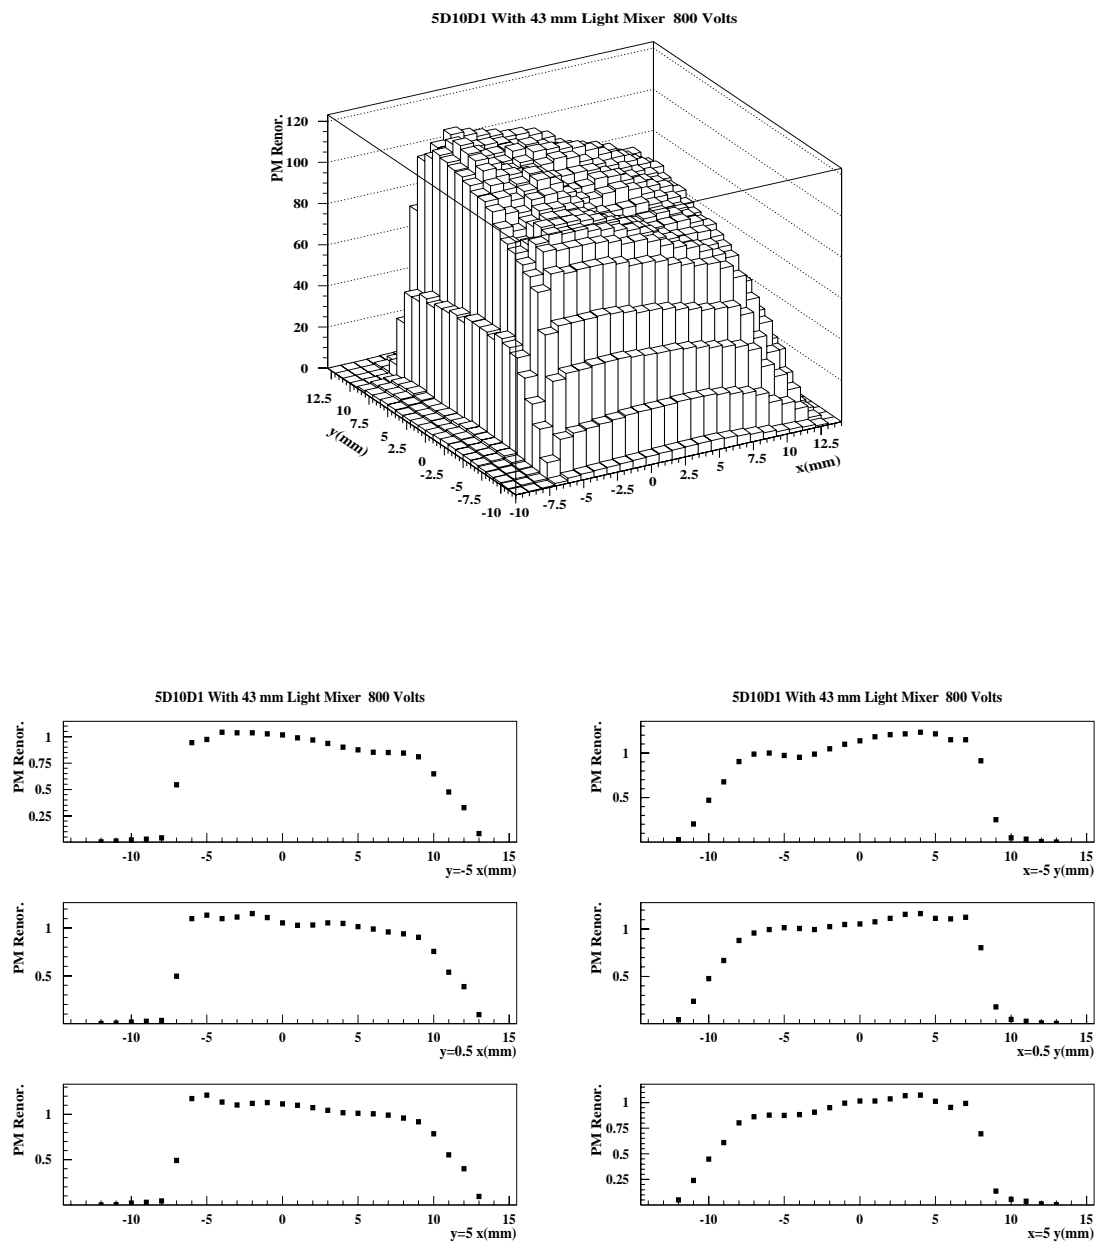 5D10D1 With 43 mm Light Mixer 800 Volts
PM Renor.
120
100
80
60
40
20
0
12.5
10
7.5
5
2.5
0
-2.5
-5
-7.5
-10
y(mm)
-10
-7.5
-5
-2.5
0
2.5
5
7.5
10
12.5
x(mm)
5D10D1 With 43 mm Light Mixer 800 Volts
PM Renor.
1
0.75
0.5
0.25
-10 -5 0 5 10 15
y=-5 x(mm)
5D10D1 With 43 mm Light Mixer 800 Volts
PM Renor.
1
0.5
-10 -5 0 5 10 15
x=-5 y(mm)
PM Renor.
1
0.5
-10 -5 0 5 10 15
y=0.5 x(mm)
PM Renor.
1
0.5
-10 -5 0 5 10 15
x=0.5 y(mm)
PM Renor.
1
0.5
-10 -5 0 5 10 15
y=5 x(mm)
PM Renor.
1
0.75
0.5
0.25
-10 -5 0 5 10 15
x=5 y(mm)